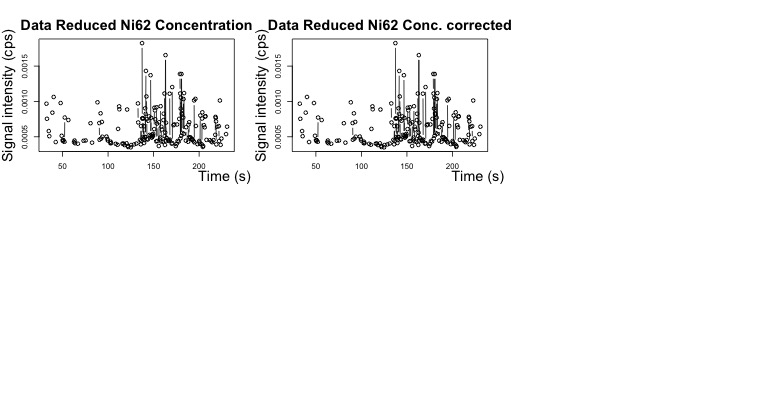 Data Reduced Ni62 Concentration
Signal intensity (cps)
0.0015
0.0010
0.0005
50 100 150 200
Time (s)
Data Reduced Ni62 Conc. corrected
Signal intensity (cps)
0.0015
0.0010
0.0005
50 100 150 200
Time (s)